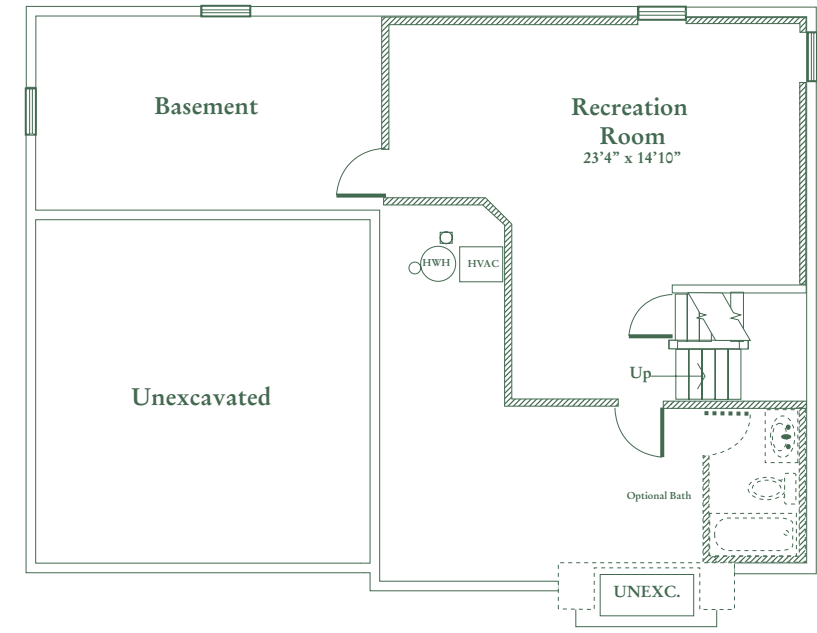 Basement
Recreation
Room
23’4” x 14’10”
HWH
HVAC
Up
Unexcavated
Optional Bath
UNEXC.